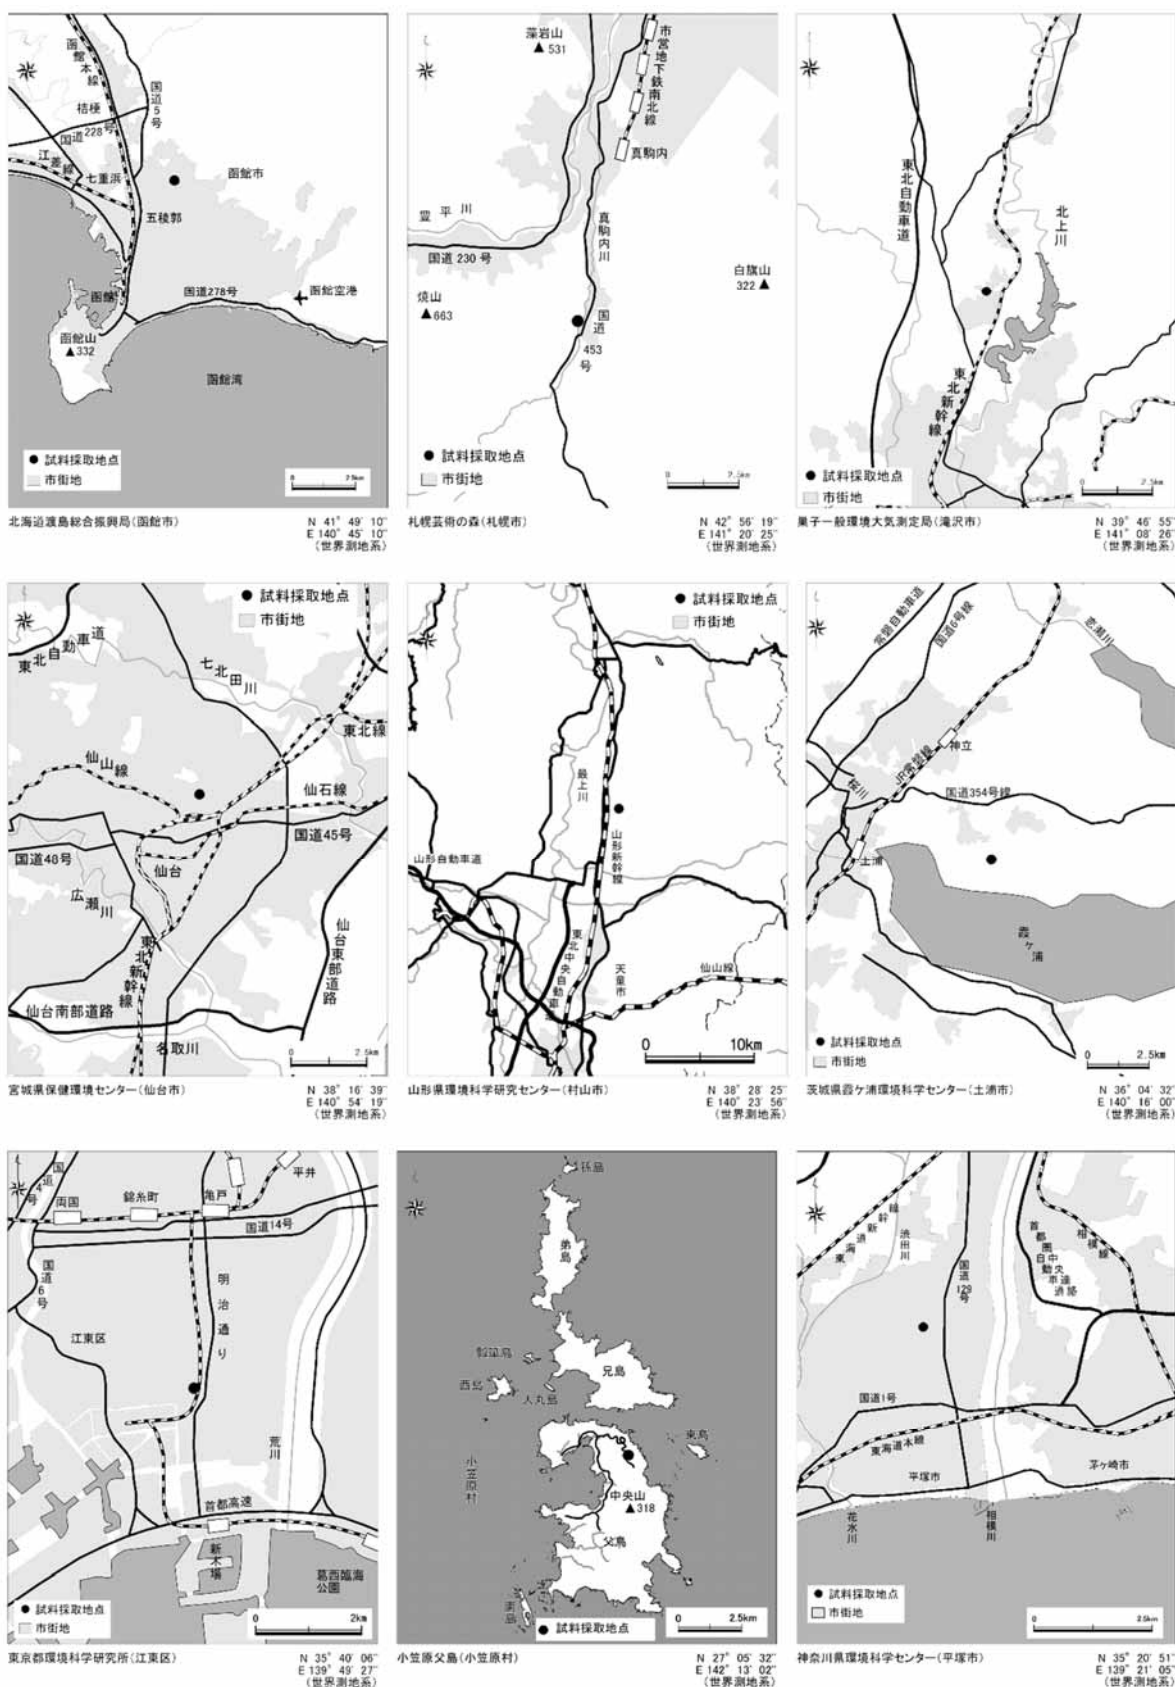 函館本線
国道5号
桔梗
国道228号
江差線
七重浜
函館市
五稜郭
函館
国道278号
函館空港
函館山
▲332
函館湾
● 試料採取地点
市街地
0 2.5km
北海道渡島総合振興局(函館市)
N 41° 49′ 10″
E 140° 45′ 10″
(世界測地系)
藻岩山
▲ 531
市営地下鉄南北線
真駒内
豊平川
真駒内川
国道 230 号
白旗山
322 ▲
焼山
▲663
国道
453
号
● 試料採取地点
市街地
0 2.5km
札幌芸術の森(札幌市)
N 42° 56′ 19″
E 141° 20′ 25″
(世界測地系)
東北自動車道
北上川
東北新幹線
● 試料採取地点
市街地
0 2.5km
巣子一般環境大気測定局(滝沢市)
N 39° 46′ 55″
E 141° 08′ 26″
(世界測地系)
● 試料採取地点
市街地
東北自動車道
七北田川
東北線
仙山線
仙石線
国道45号
国道48号
仙台
広瀬川
東北新幹線
仙台東部道路
仙台南部道路
名取川
0 2.5km
宮城県保健環境センター(仙台市)
N 38° 16′ 39″
E 140° 54′ 19″
(世界測地系)
● 試料採取地点
市街地
最上川
山形新幹線
山形自動車道
東北中央自動車
天童市
仙山線
0 10km
山形県環境科学研究センター(村山市)
N 38° 28′ 25″
E 140° 23′ 56″
(世界測地系)
常磐自動車道
国道6号線
恋瀬川
神立
JR常磐線
桜川
国道354号線
土浦
霞ヶ浦
● 試料採取地点
市街地
0 2.5km
茨城県霞ケ浦環境科学センター(土浦市)
N 36° 04′ 32″
E 140° 16′ 00″
(世界測地系)
国道4号
両国
錦糸町
亀戸
平井
国道14号
国道6号
明治通り
江東区
荒川
首都高速
新木場
葛西臨海
公園
● 試料採取地点
市街地
0 2km
東京都環境科学研究所(江東区)
N 35° 40′ 06″
E 139° 49′ 27″
(世界測地系)
孫島
弟島
兄島
西島
人丸島
東島
小笠原村
中央山
▲318
父島
南島
● 試料採取地点
0 2.5km
小笠原父島(小笠原村)
N 27° 05′ 32″
E 142° 13′ 02″
(世界測地系)
東海道新幹線
渋田川
国道129号
首都圏中央
自動車道
相模線
国道1号
東海道本線
平塚市
茅ヶ崎市
花水川
相模川
● 試料採取地点
市街地
0 2.5km
神奈川県環境科学センター(平塚市)
N 35° 20′ 51″
E 139° 21′ 05″
(世界測地系)